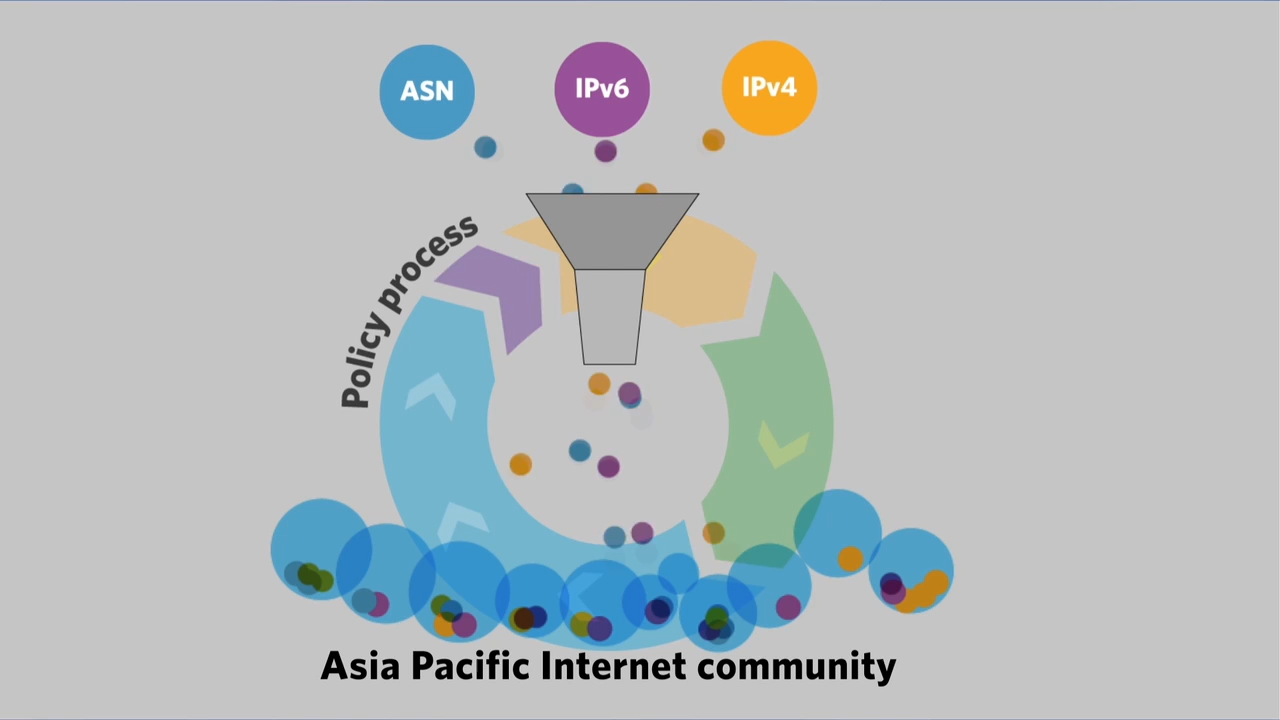 ASN
IPv6
IPv4
Policy process
Asia Pacific Internet community